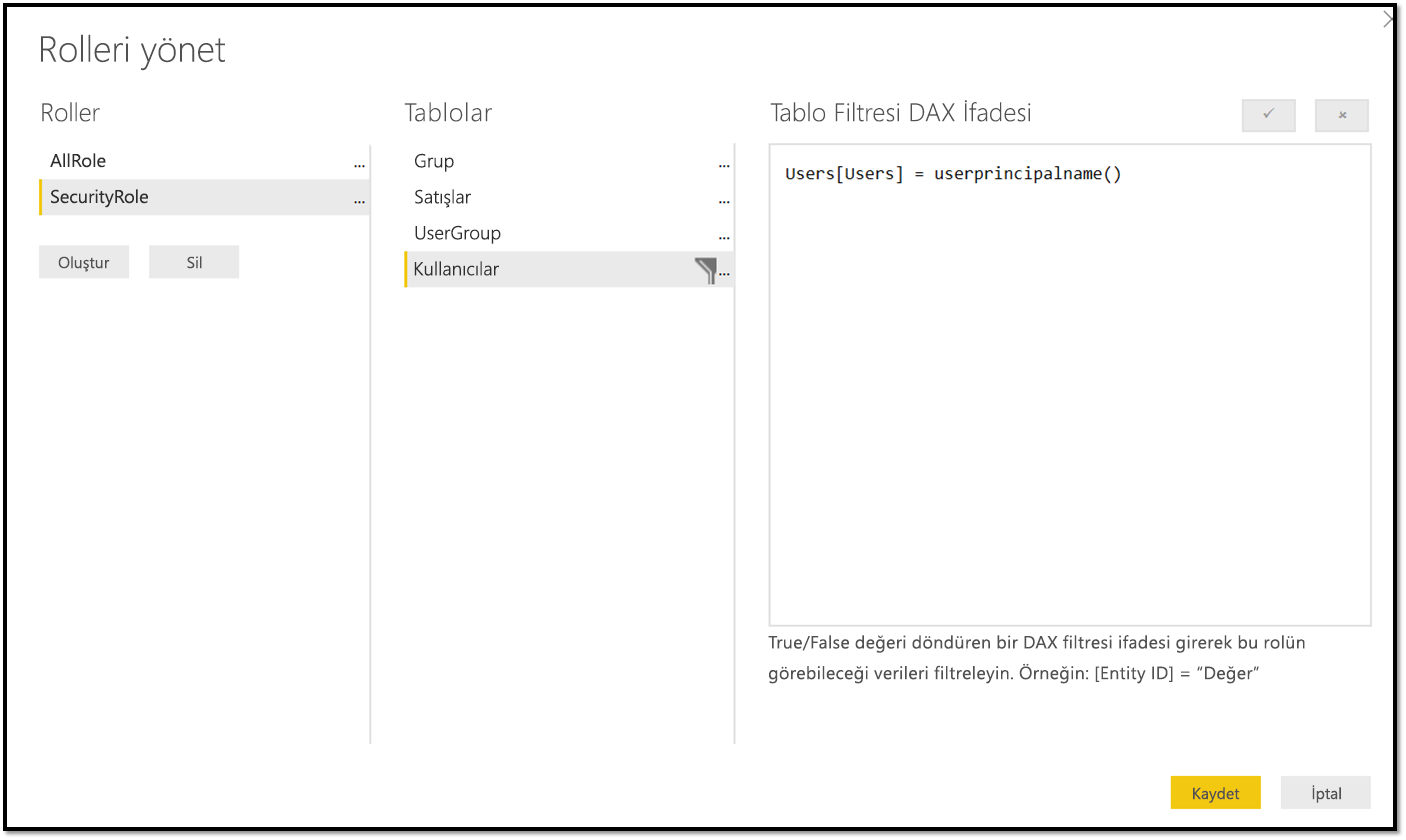 Rolleri yönet
Roller
AllRole ...
SecurityRole ...
Oluştur Sil
Tablolar
Grup ...
Satışlar ...
UserGroup ...
Kullanıcılar ...
Tablo Filtresi DAX İfadesi
Users[Users] = userprincipalname()
True/False değeri döndüren bir DAX filtresi ifadesi girerek bu rolün
görebileceği verileri filtreleyin. Örneğin: [Entity ID] = “Değer”
Kaydet İptal